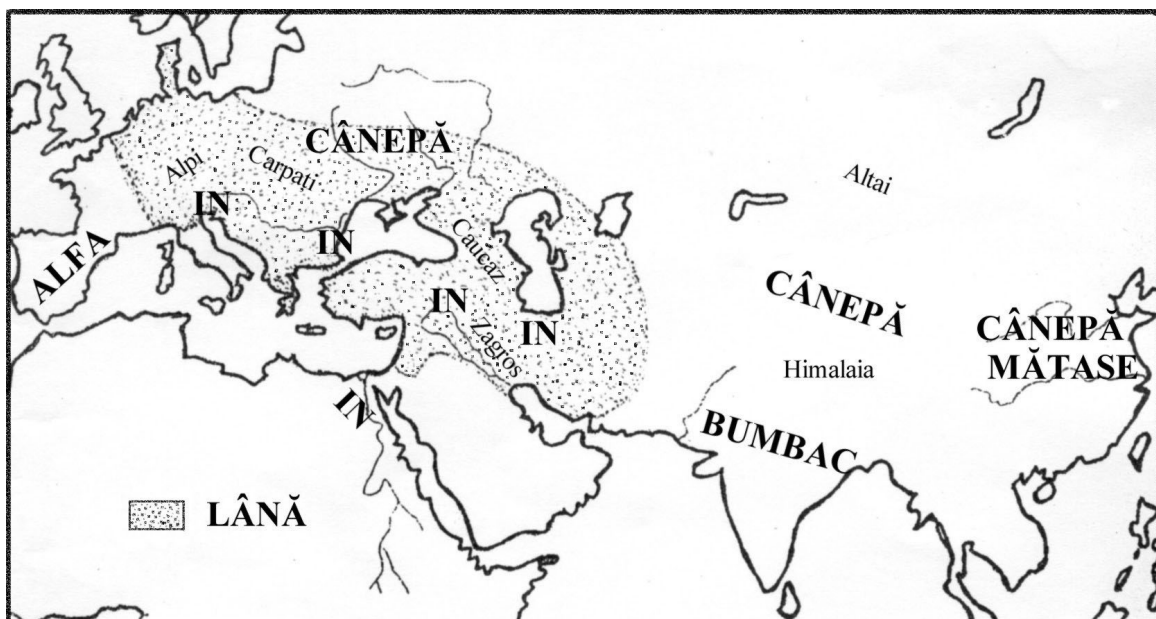 CÂNEPĂ
Alpi
Carpați
Altai
IN
IN
ALFA
Caucaz
IN
IN
Zagros
CÂNEPĂ
CÂNEPĂ
MĂTASE
Himalaia
IN
BUMBAC
LÂNĂ